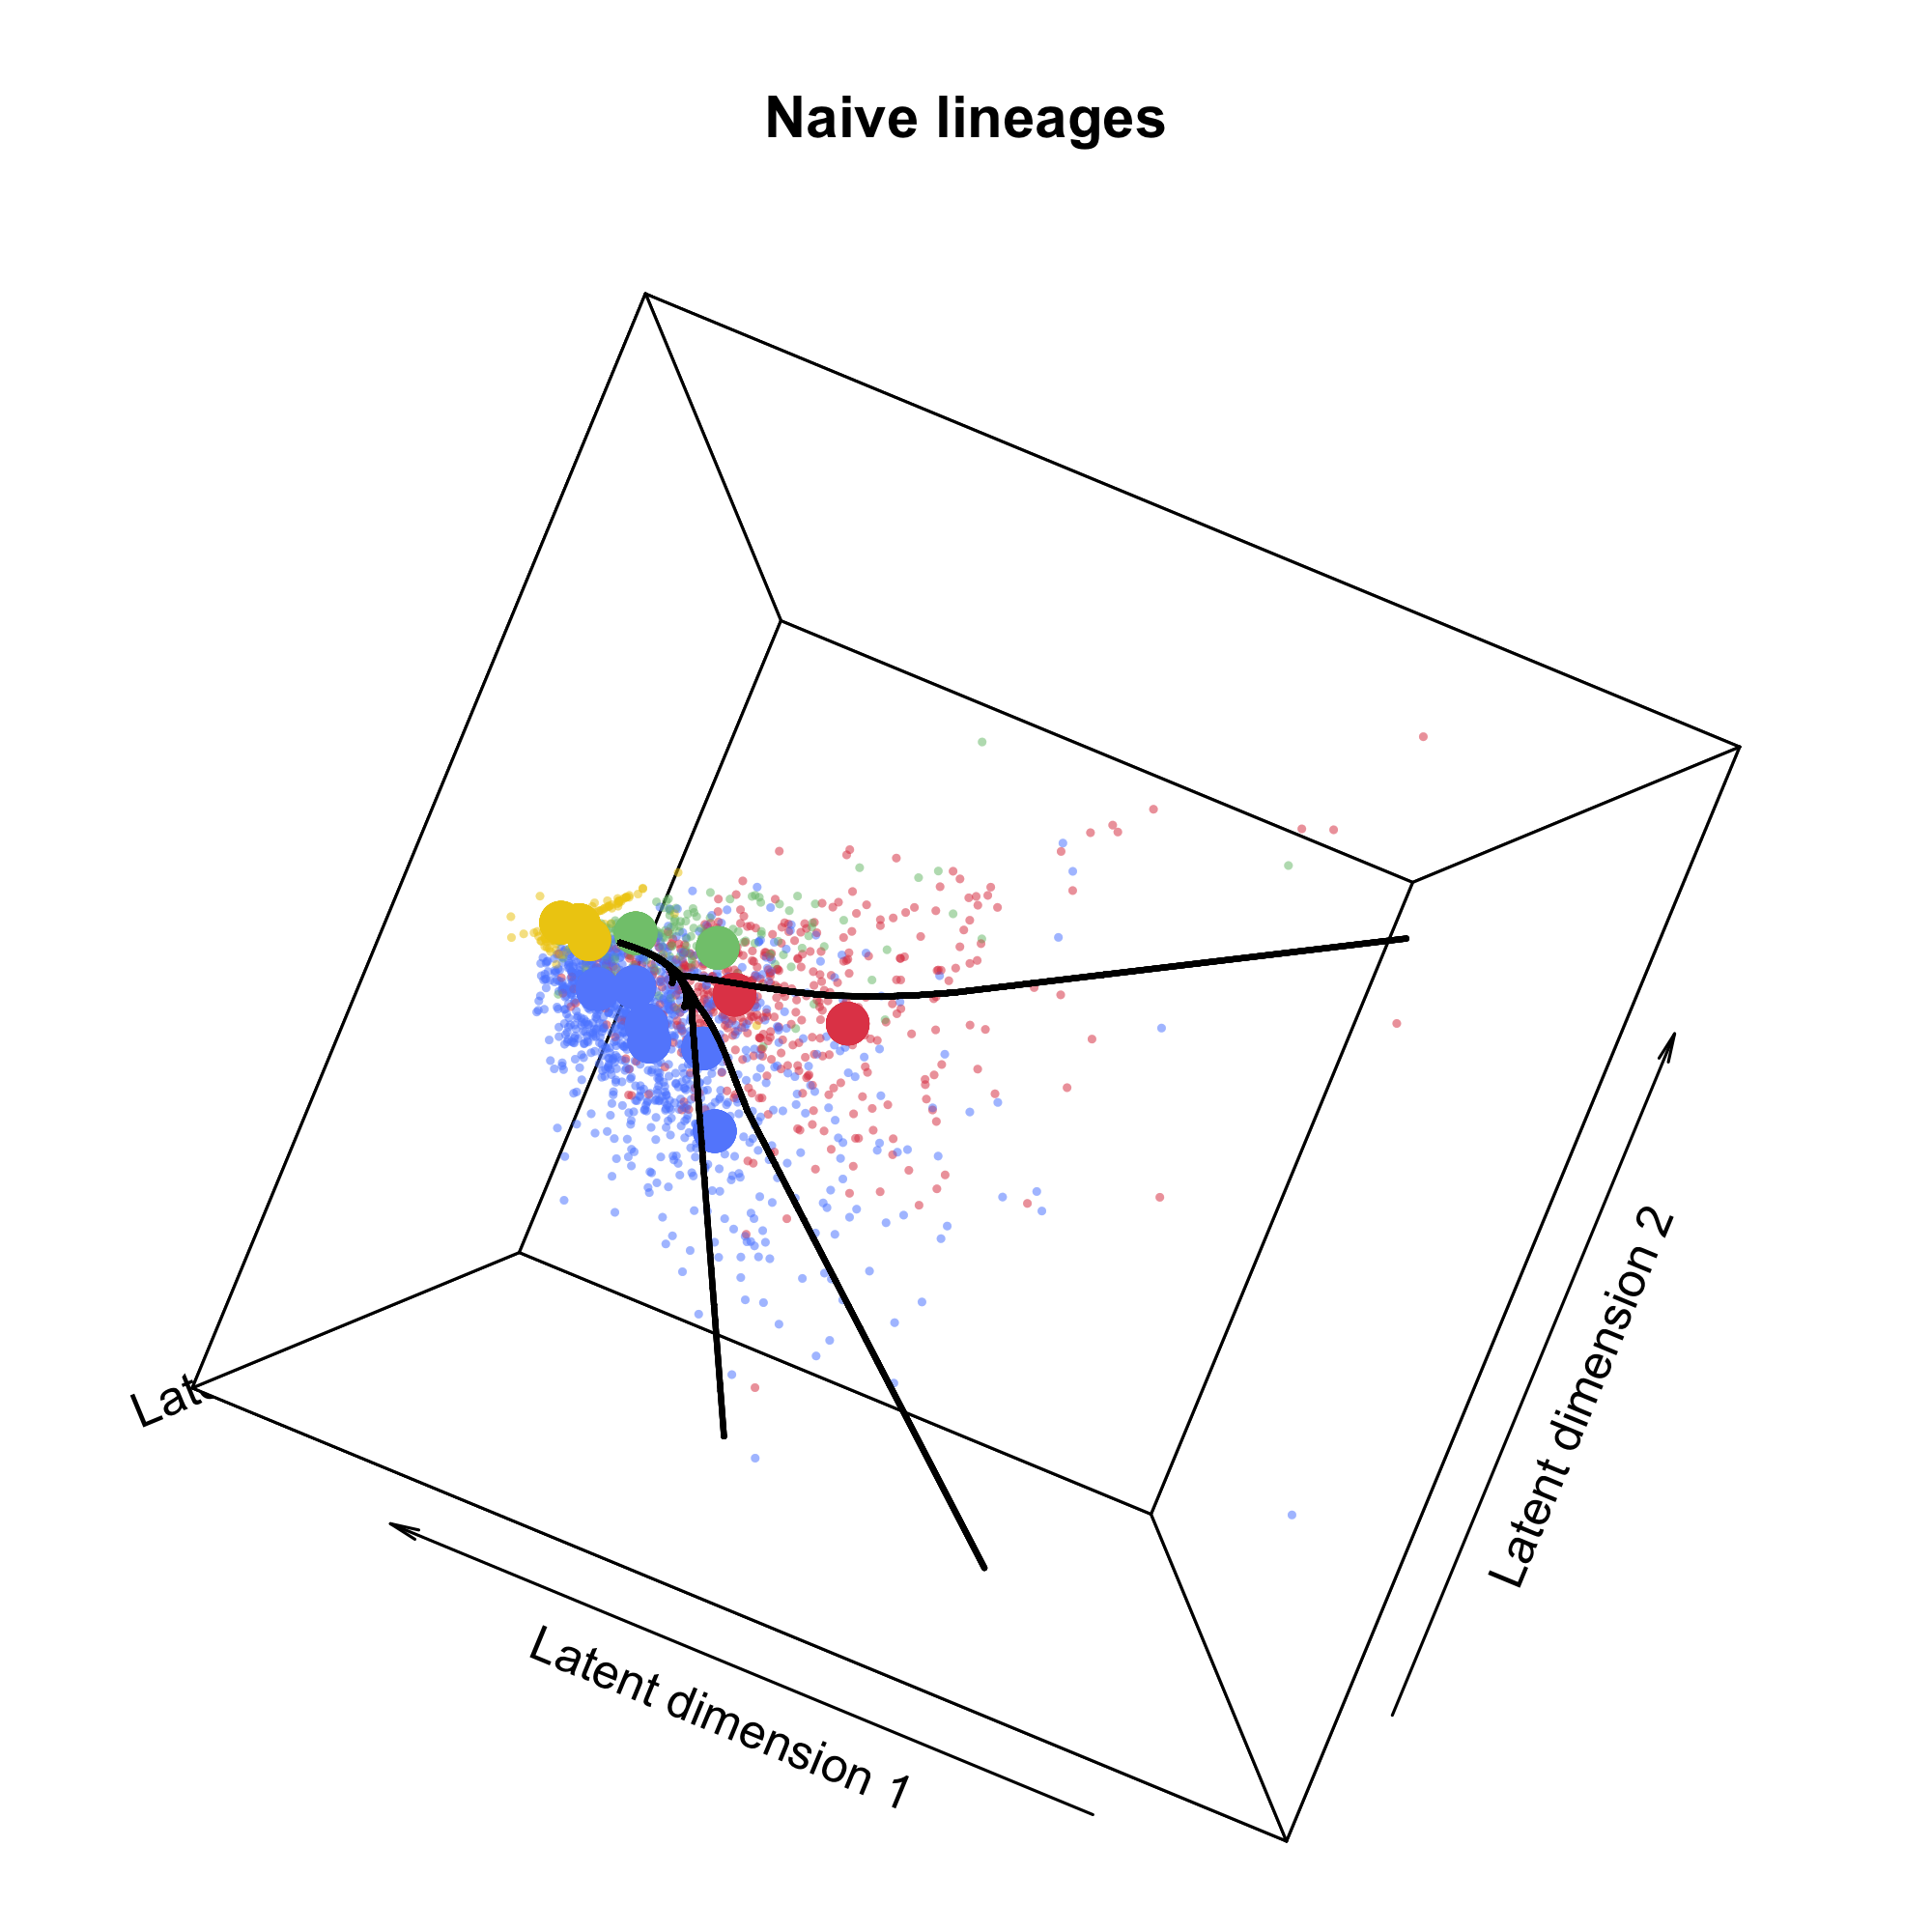 Naive lineages
Latent dimension 2
Lat
Latent dimension 1